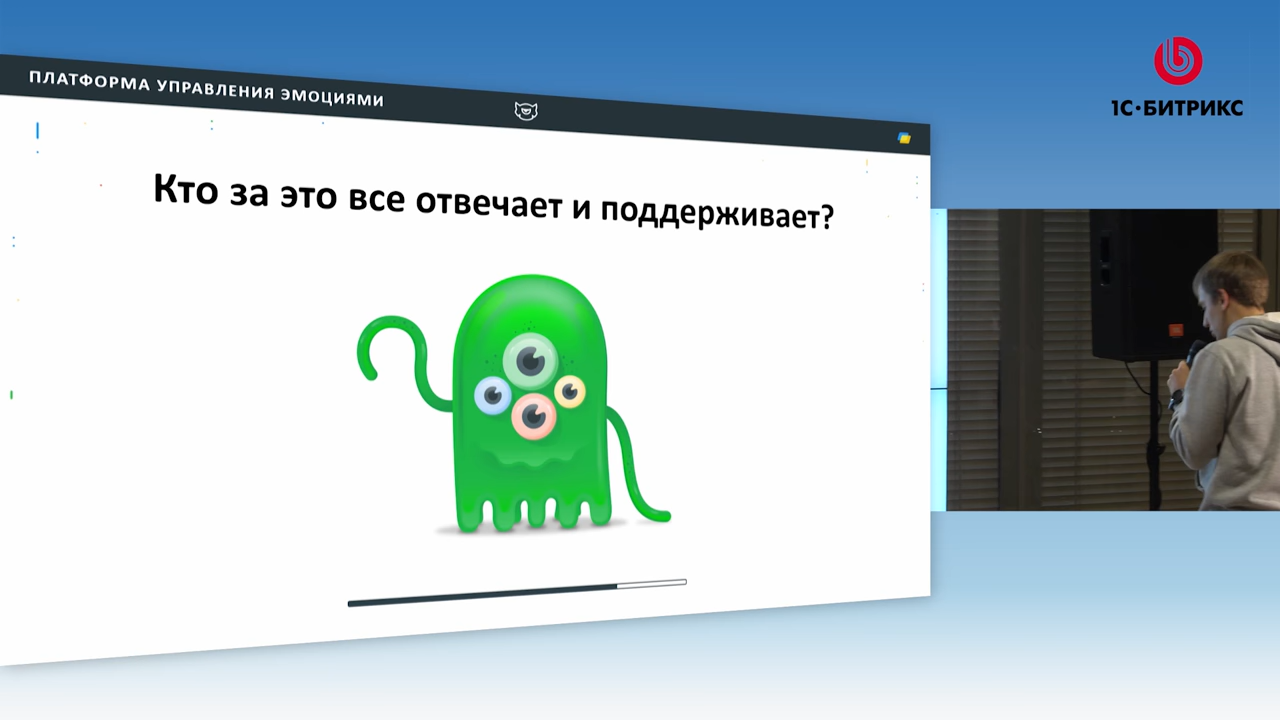 ПЛАТФОРМА УПРАВЛЕНИЯ ЭМОЦИЯМИ
1С·БИТРИКС
Кто за это все отвечает и поддерживает?